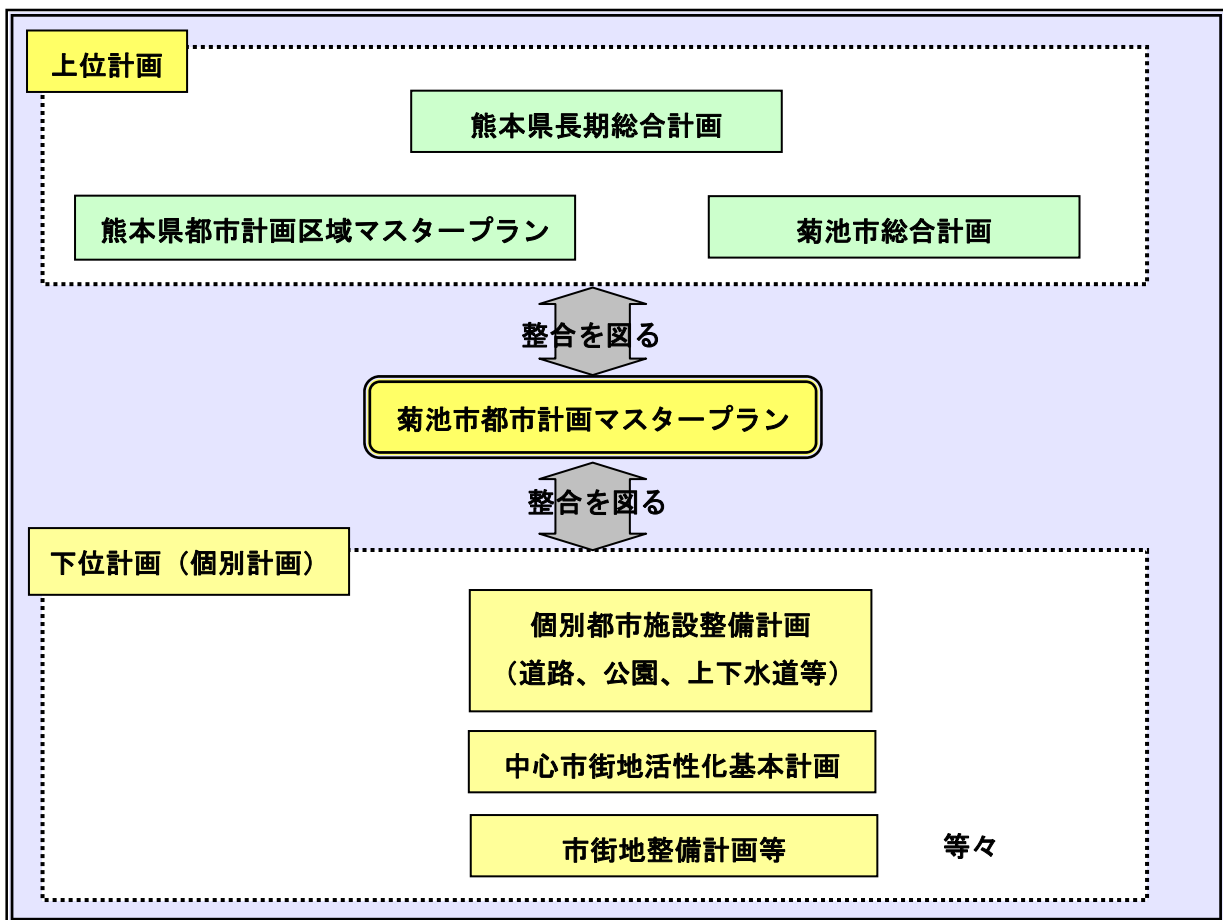 上位計画
熊本県長期総合計画
熊本県都市計画区域マスタープラン
菊池市総合計画
整合を図る
菊池市都市計画マスタープラン
整合を図る
下位計画（個別計画）
個別都市施設整備計画
（道路、公園、上下水道等）
中心市街地活性化基本計画
市街地整備計画等
等々